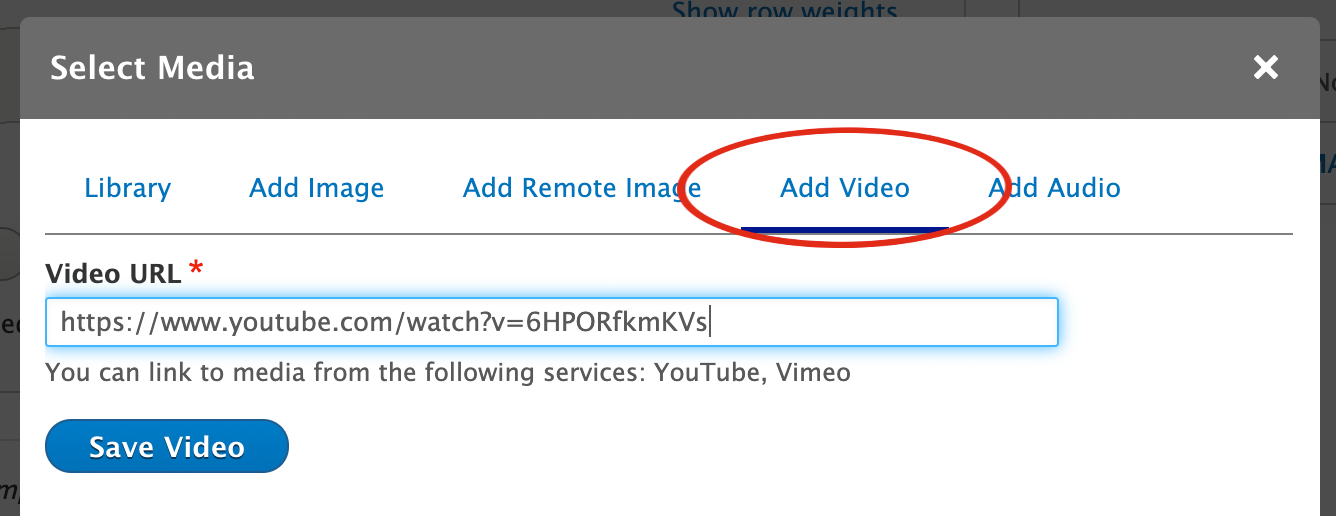 Show row weights
Select Media
Library Add Image Add Remote Image Add Video Add Audio
Video URL *
https://www.youtube.com/watch?v=6HPORfkmKVs
You can link to media from the following services: YouTube, Vimeo
Save Video